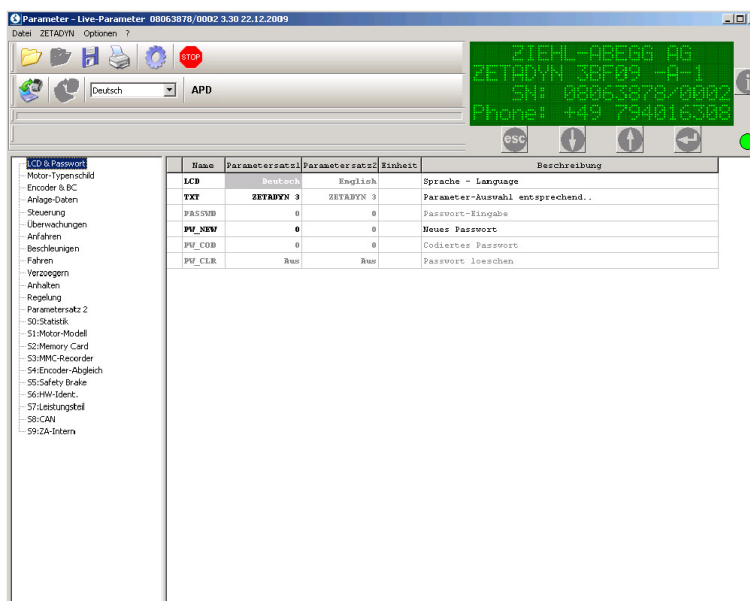 Parameter - Live-Parameter 08063878/0002 3.30 22.12.2009
Datei ZETADYN Optionen ?
STOP
Deutsch APD
ZIEHL-ABEGG AG
ZETADYN 3BF09 -A-1
SN: 08063878/0002
Phone: +49 794016308
esc
LCD & Passwort
Motor-Typenschild
Encoder & BC
Anlage-Daten
Steuerung
Überwachungen
Anfahren
Beschleunigen
Fahren
Verzoegern
Anhalten
Regelung
Parametersatz 2
S0:Statistik
S1:Motor-Modell
S2:Memory Card
S3:MMC-Recorder
S4:Encoder-Abgleich
S5:Safety Brake
S6:HW-Ident.
S7:Leistungsteil
S8:CAN
S9:ZA-Intern
Name Parametersatz1 Parametersatz2 Einheit Beschreibung
LCD Deutsch English Sprache - Language
TXT ZETADYN 3 ZETADYN 3 Parameter-Auswahl entsprechend..
PASSWD 0 0 Passwort-Eingabe
PW_NEW 0 0 Neues Passwort
PW_COD 0 0 Codiertes Passwort
PW_CLR Aus Aus Passwort loeschen